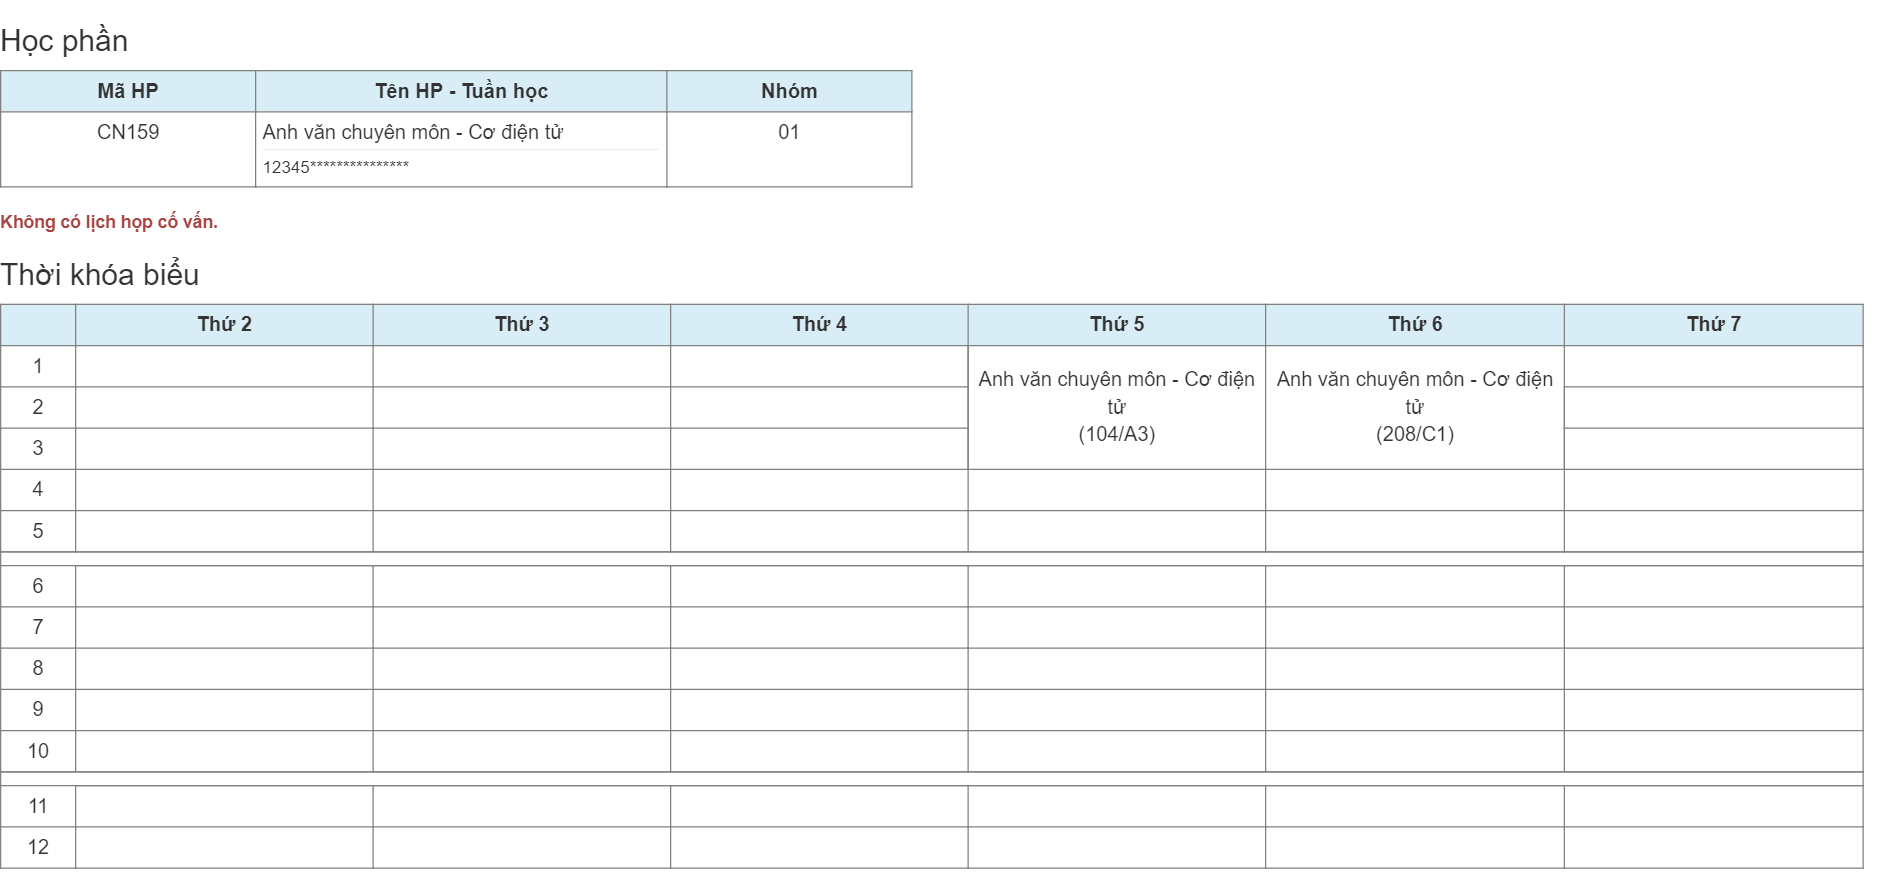 Học phần
Mã HP Tên HP - Tuần học Nhóm
CN159 Anh văn chuyên môn - Cơ điện tử 01
12345***************
Không có lịch họp cố vấn.
Thời khóa biểu
Thứ 2 Thứ 3 Thứ 4 Thứ 5 Thứ 6 Thứ 7
1
Anh văn chuyên môn - Cơ điện Anh văn chuyên môn - Cơ điện
2 tử tử
(104/A3) (208/C1)
3
4
5
6
7
8
9
10
11
12